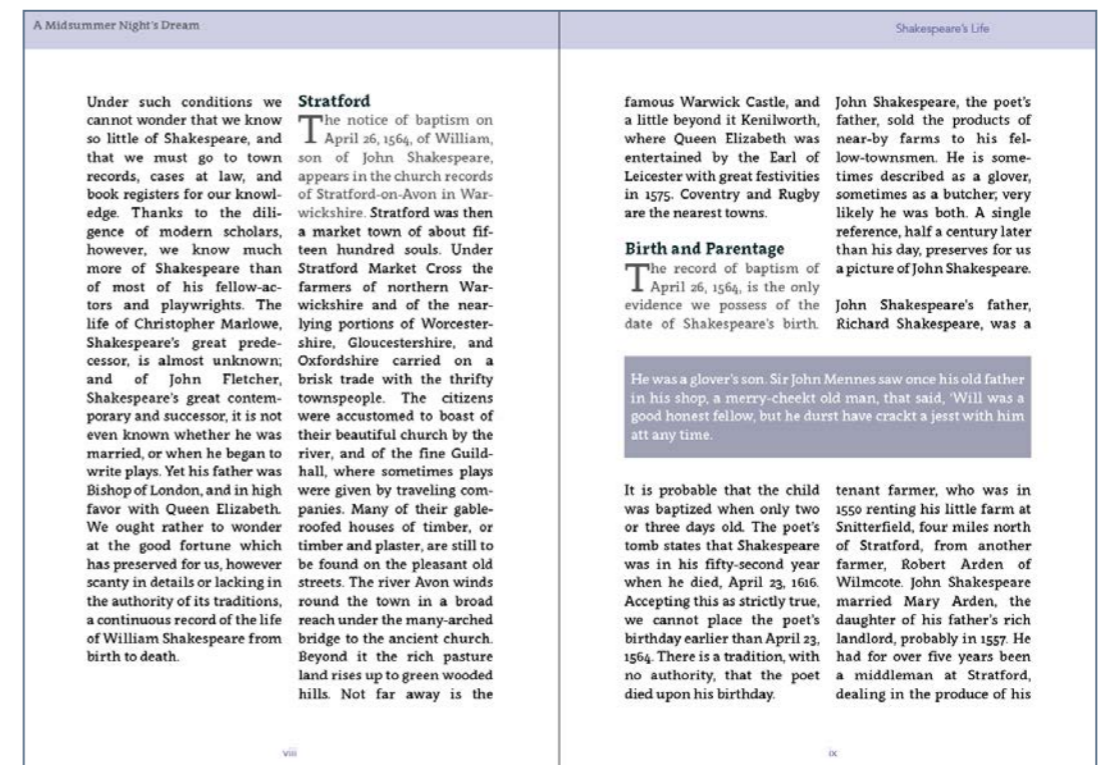 A Midsummer Night's Dream
Under such conditions we
cannot wonder that we know
so little of Shakespeare, and
that we must go to town
records, cases at law, and
book registers for our knowl-
edge. Thanks to the dili-
gence of modern scholars,
however, we know much
more of Shakespeare than
of most of his fellow-ac-
tors and playwrights. The
life of Christopher Marlowe,
Shakespeare's great prede-
cessor, is almost unknown;
and of John Fletcher,
Shakespeare's great contem-
porary and successor, it is not
even known whether he was
married, or when he began to
write plays. Yet his father was
Bishop of London, and in high
favor with Queen Elizabeth.
We ought rather to wonder
at the good fortune which
has preserved for us, however
scanty in details or lacking in
the authority of its traditions,
a continuous record of the life
of William Shakespeare from
birth to death.
Stratford
The notice of baptism on
April 26, 1564, of William,
son of John Shakespeare,
appears in the church records
of Stratford-on-Avon in War-
wickshire. Stratford was then
a market town of about fif-
teen hundred souls. Under
Stratford Market Cross the
farmers of northern War-
wickshire and of the near-
lying portions of Worcester-
shire, Gloucestershire, and
Oxfordshire carried on a
brisk trade with the thrifty
townspeople. The citizens
were accustomed to boast of
their beautiful church by the
river, and of the fine Guild-
hall, where sometimes plays
were given by traveling com-
panies. Many of their gable-
roofed houses of timber, or
timber and plaster, are still to
be found on the pleasant old
streets. The river Avon winds
round the town in a broad
reach under the many-arched
bridge to the ancient church.
Beyond it the rich pasture
land rises up to green wooded
hills. Not far away is the
viii
Shakespeare's Life
famous Warwick Castle, and
a little beyond it Kenilworth,
where Queen Elizabeth was
entertained by the Earl of
Leicester with great festivities
in 1575. Coventry and Rugby
are the nearest towns.
Birth and Parentage
The record of baptism of
April 26, 1564, is the only
evidence we possess of the
date of Shakespeare's birth.
John Shakespeare, the poet's
father, sold the products of
near-by farms to his fel-
low-townsmen. He is some-
times described as a glover,
sometimes as a butcher; very
likely he was both. A single
reference, half a century later
than his day, preserves for us
a picture of John Shakespeare.
John Shakespeare's father,
Richard Shakespeare, was a
He was a glover's son. Sir John Mennes saw once his old father
in his shop, a merry-cheekt old man, that said, 'Will was a
good honest fellow, but he durst have crackt a jesst with him
att any time.
It is probable that the child
was baptized when only two
or three days old. The poet's
tomb states that Shakespeare
was in his fifty-second year
when he died, April 23, 1616.
Accepting this as strictly true,
we cannot place the poet's
birthday earlier than April 23,
1564. There is a tradition, with
no authority, that the poet
died upon his birthday.
tenant farmer, who was in
1550 renting his little farm at
Snitterfield, four miles north
of Stratford, from another
farmer, Robert Arden of
Wilmcote. John Shakespeare
married Mary Arden, the
daughter of his father's rich
landlord, probably in 1557. He
had for over five years been
a middleman at Stratford,
dealing in the produce of his
ix